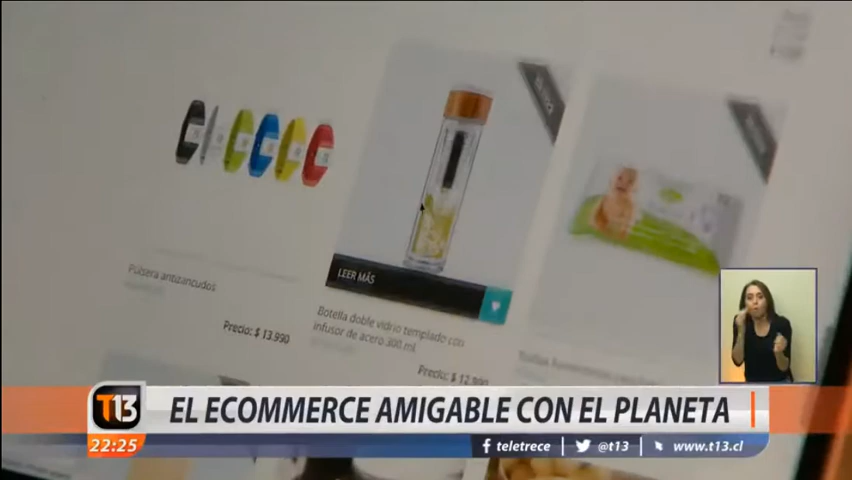 LEER MÁS
Pulsera antizancudos
Precio: $ 13.990
Botella doble vidrio templado con
infusor de acero 300 ml
Precio: $ 12.990
T13
EL ECOMMERCE AMIGABLE CON EL PLANETA
22:25
teletrece
@t13
www.t13.cl